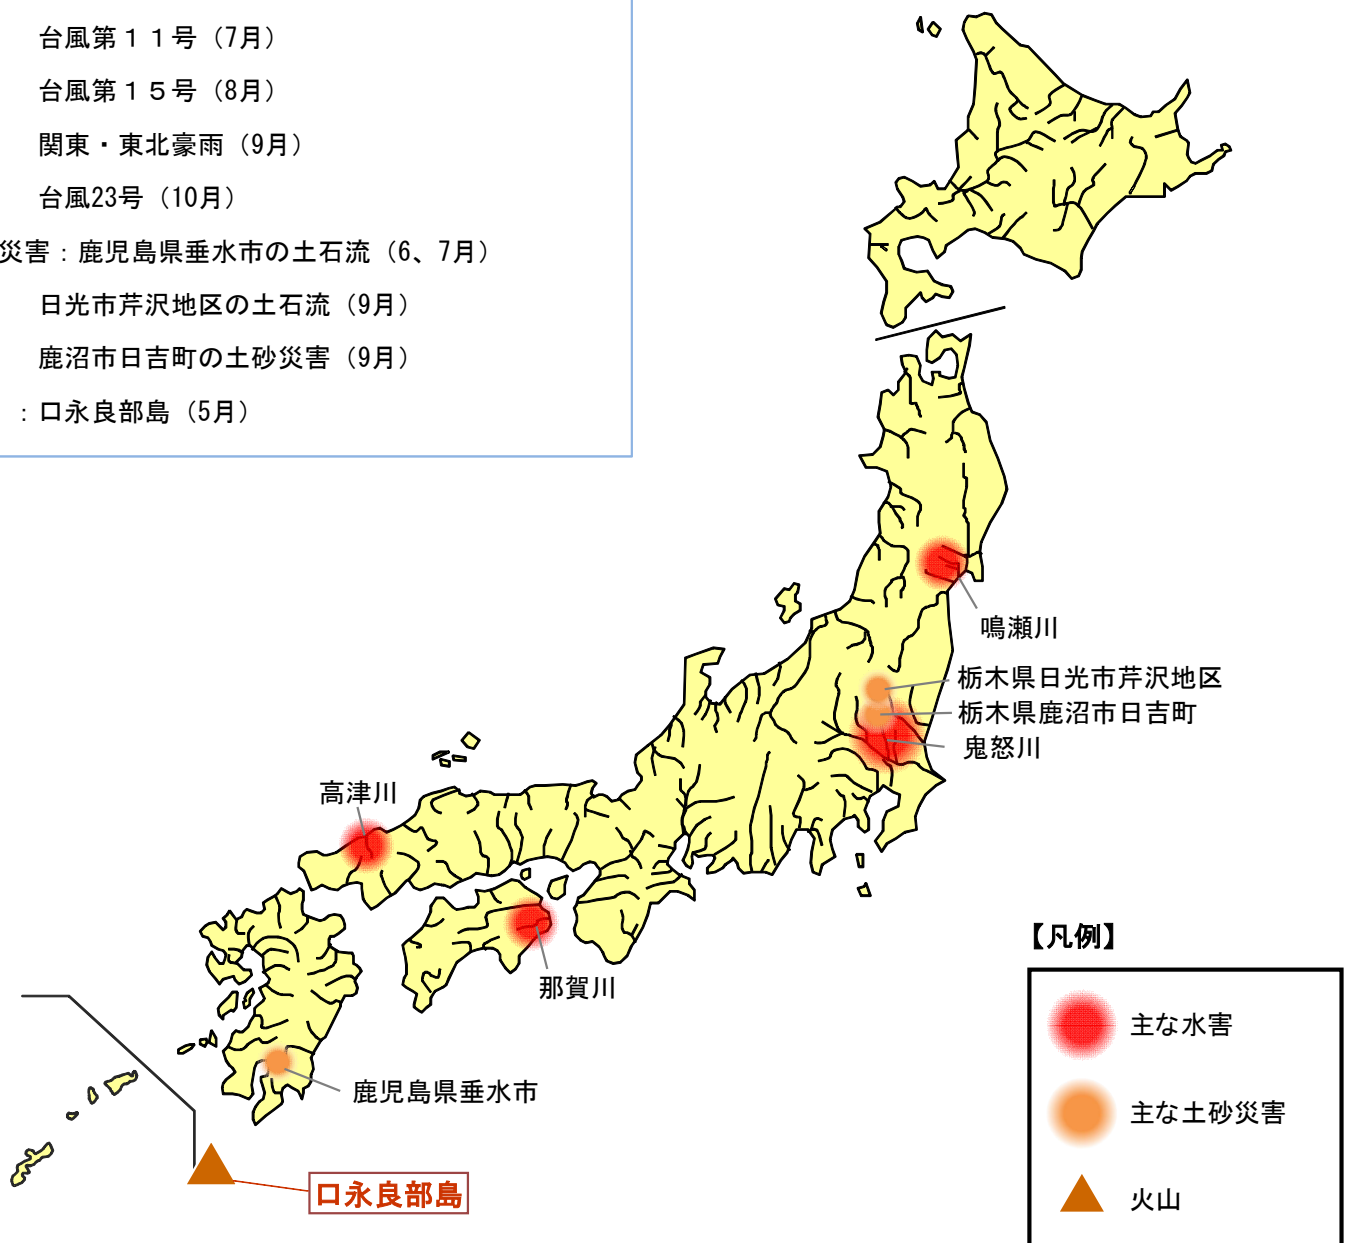 台風第１１号（7月）
台風第１５号（8月）
関東・東北豪雨（9月）
台風23号（10月）
災害：鹿児島県垂水市の土石流（6、7月）
日光市芹沢地区の土石流（9月）
鹿沼市日吉町の土砂災害（9月）
：口永良部島（5月）
鳴瀬川
栃木県日光市芹沢地区
栃木県鹿沼市日吉町
鬼怒川
高津川
那賀川
鹿児島県垂水市
口永良部島
【凡例】
主な水害
主な土砂災害
火山